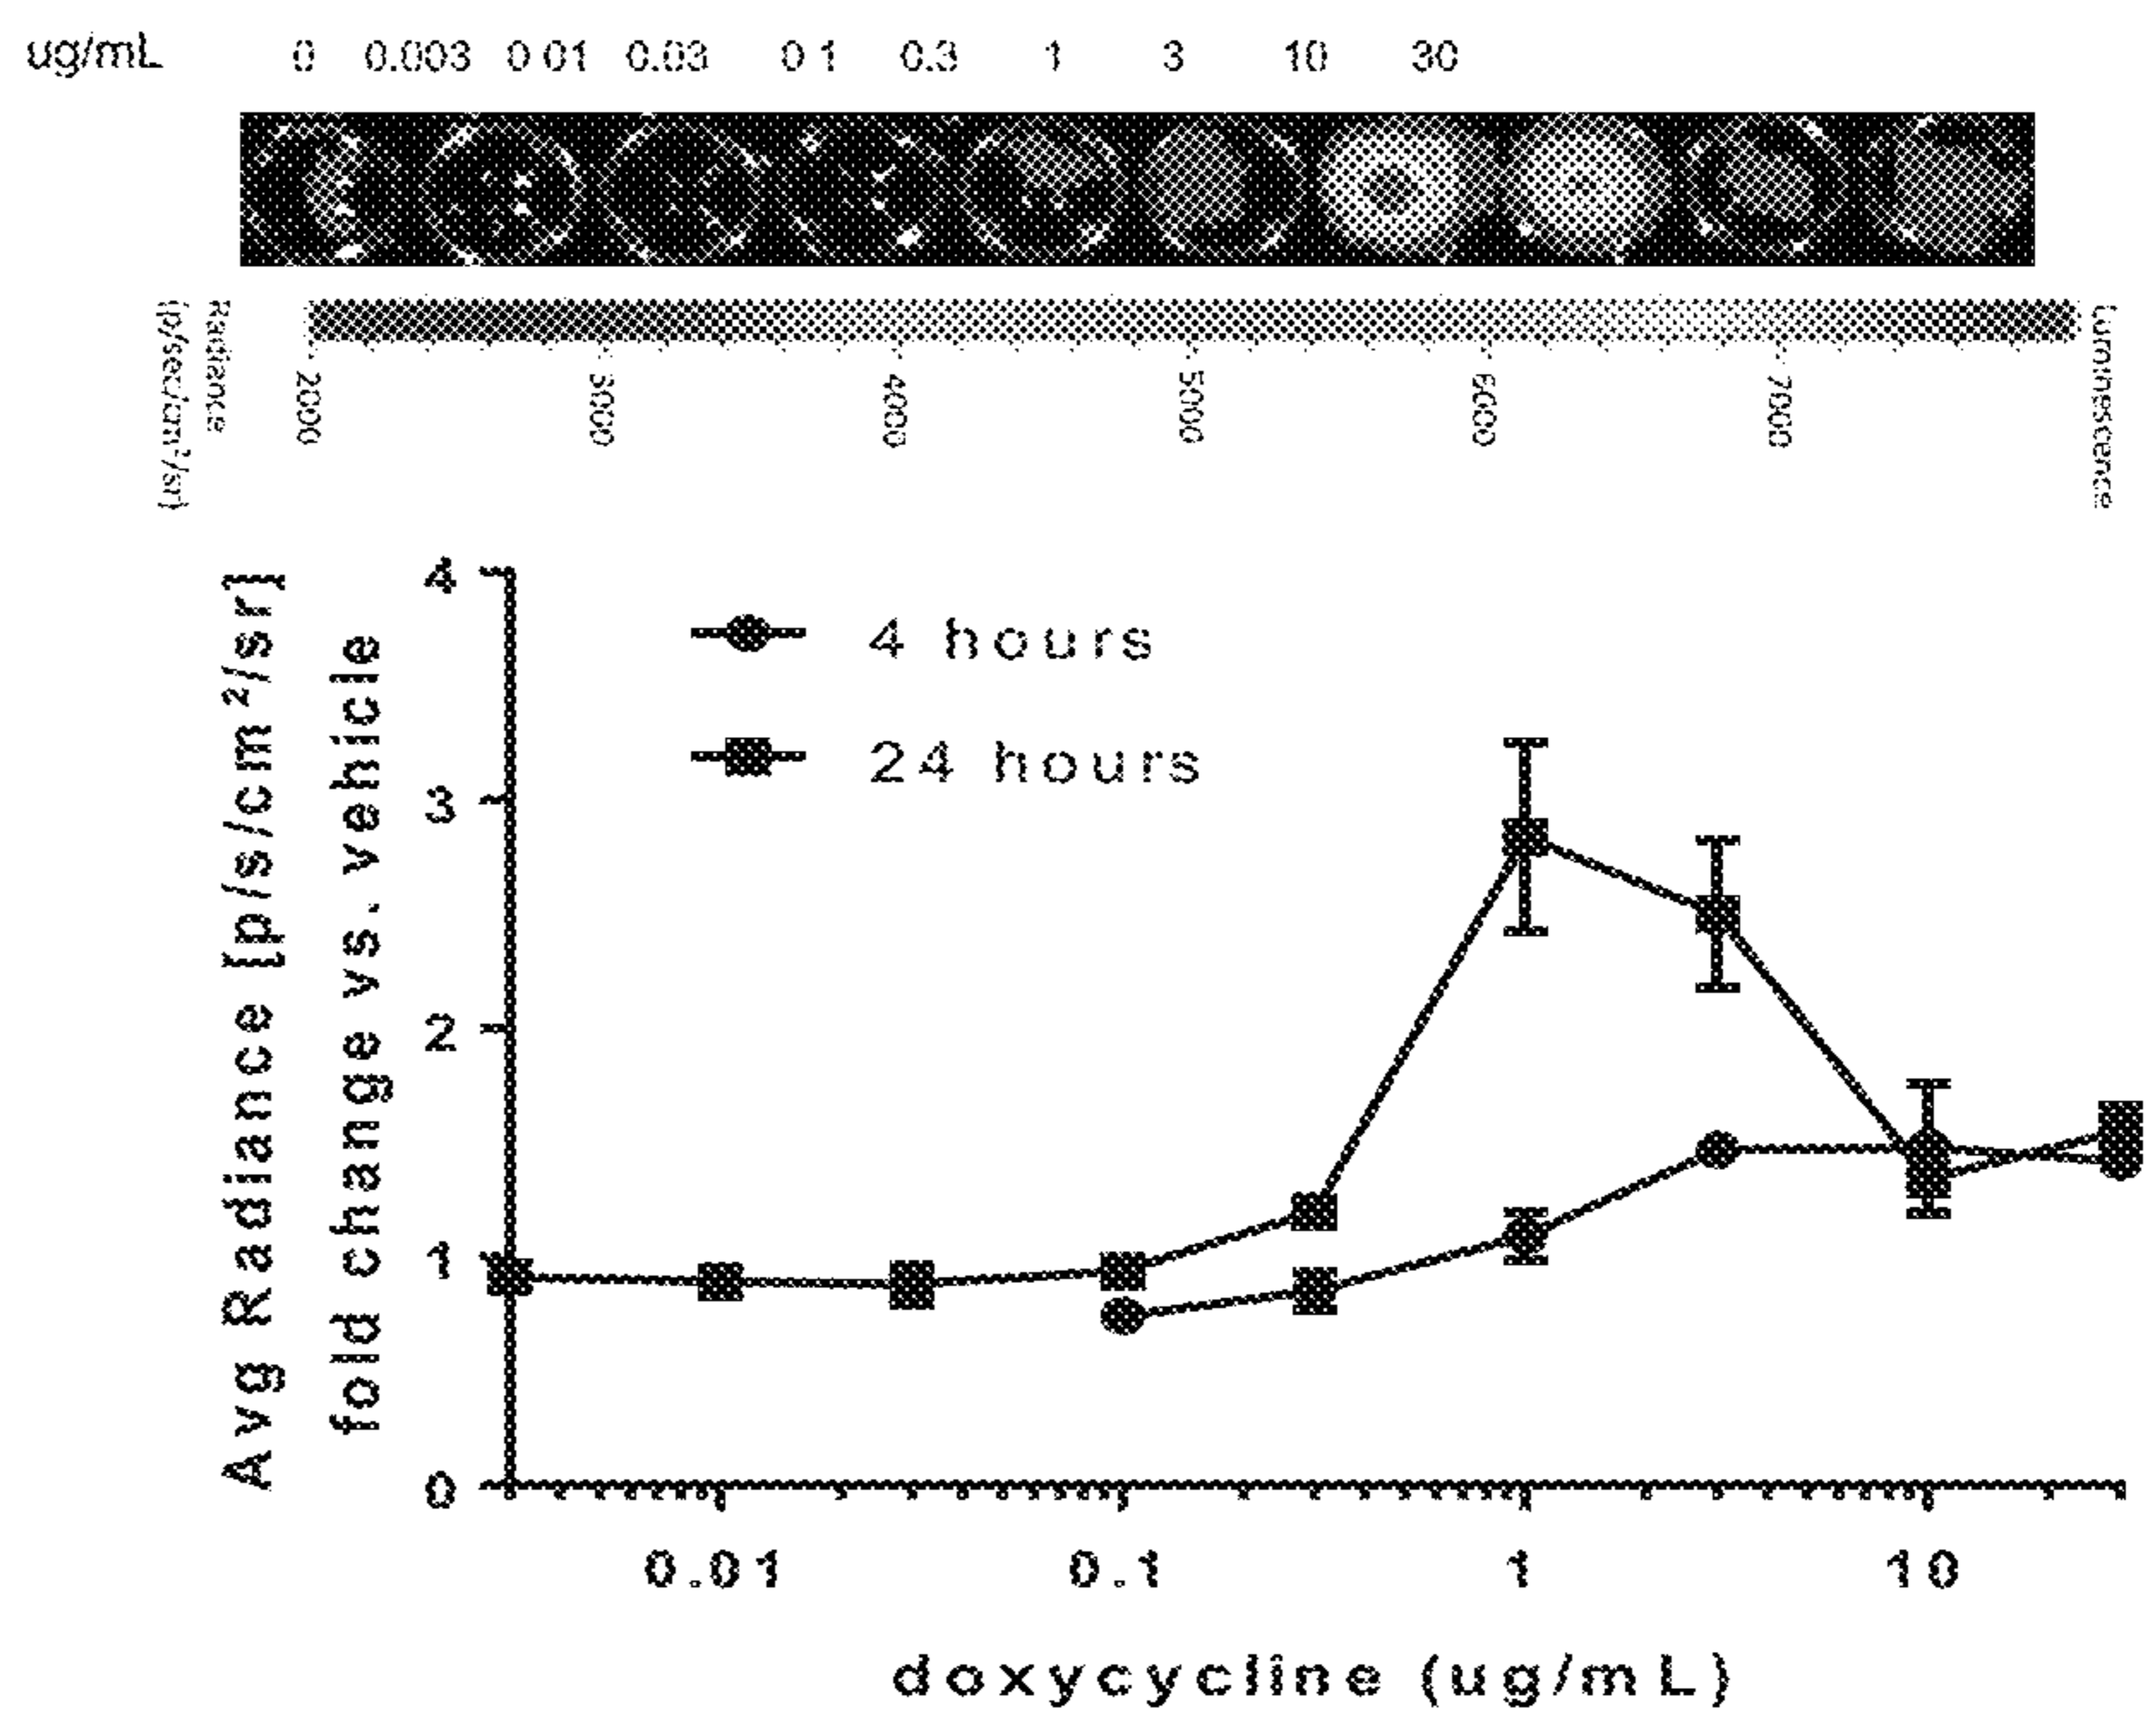 ug/mL 0 0.003 0 01 0.03 0 1 0.3 1 3 10 30
Radiance
(p/sec/cm²/sr)
2000 3000 4000 5000 6000 7000
Luminescence
Avg Radiance [p/s/cm²/sr]
fold change vs. vehicle
4
3
2
1
0
4 hours
24 hours
0.01 0.1 1 10
doxycycline (ug/mL)